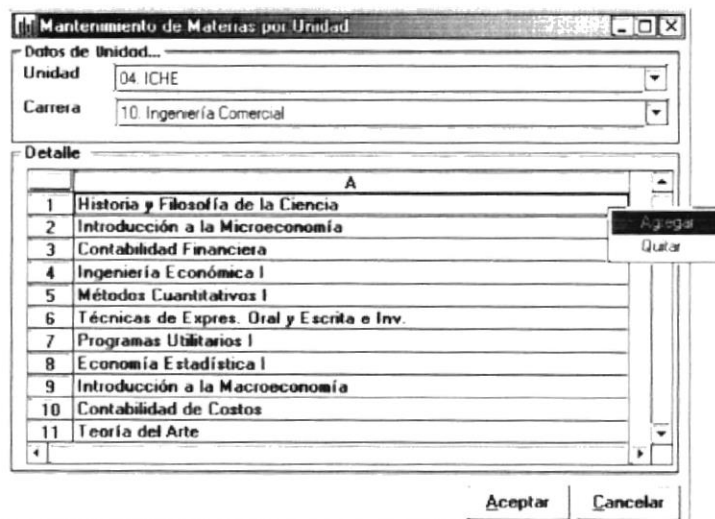 Mantenimiento de Materias por Unidad
Datos de Unidad...
Unidad
04. ICHE
Carrera
10. Ingeniería Comercial
Detalle
A
1 Historia y Filosofía de la Ciencia
2 Introducción a la Microeconomía
3 Contabilidad Financiera
4 Ingeniería Económica I
5 Métodos Cuantitativos I
6 Técnicas de Expres. Oral y Escrita e Inv.
7 Programas Utilitarios I
8 Economía Estadística I
9 Introducción a la Macroeconomía
10 Contabilidad de Costos
11 Teoría del Arte
Agregar
Quitar
Aceptar Cancelar